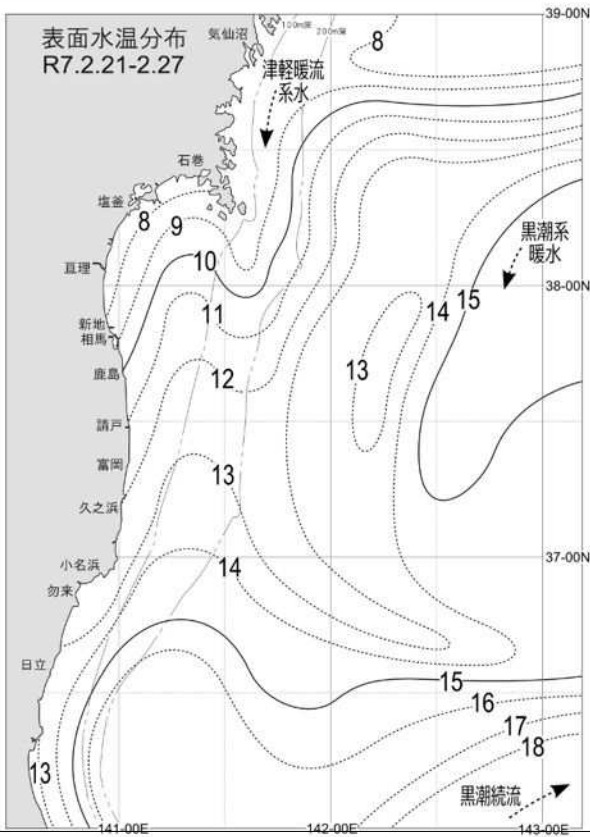 表面水温分布
R7.2.21-2.27
気仙沼
100m深
200m深
39-00N
8
津軽暖流
系水
石巻
塩釜
8
9
亘理
10
黒潮系
暖水
38-00N
15
14
11
新地
相馬
鹿島
12
13
請戸
富岡
13
久之浜
小名浜
14
37-00N
勿来
日立
15
16
17
18
13
黒潮続流
141-00E
142-00E
143-00E